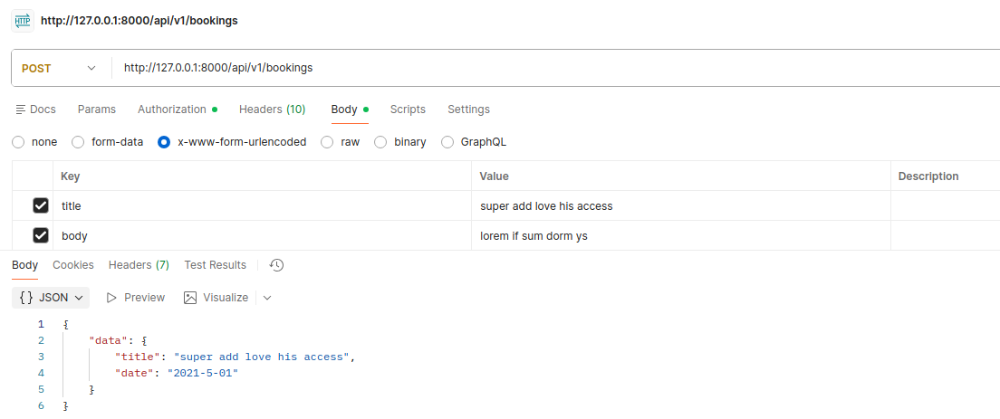 HTTP http://127.0.0.1:8000/api/v1/bookings
POST http://127.0.0.1:8000/api/v1/bookings
Docs Params Authorization Headers (10) Body Scripts Settings
none form-data x-www-form-urlencoded raw binary GraphQL
Key Value Description
title super add love his access
body lorem if sum dorm ys
Body Cookies Headers (7) Test Results
{} JSON Preview Visualize
1 {
2 "data": {
3 "title": "super add love his access",
4 "date": "2021-5-01"
5 }
6 }